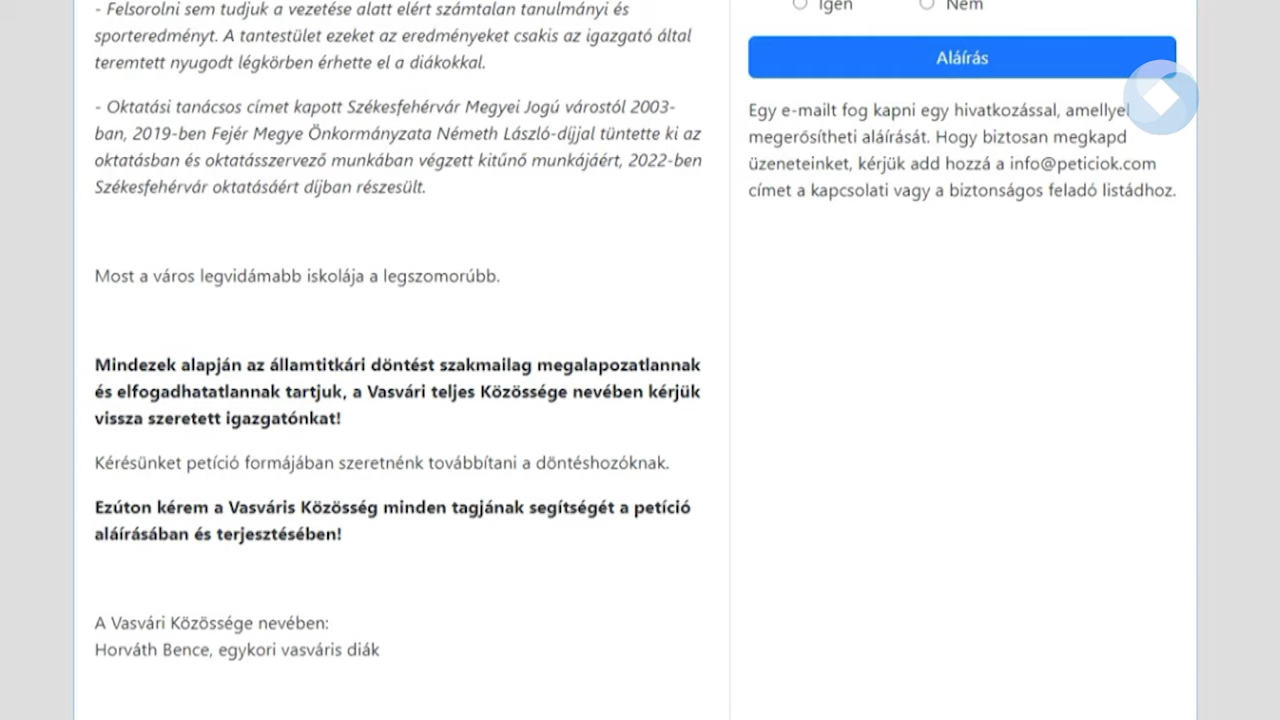 - Felsorolni sem tudjuk a vezetése alatt elért számtalan tanulmányi és
sporteredményt. A tantestület ezeket az eredményeket csakis az igazgató által
teremtett nyugodt légkörben érhette el a diákokkal.
- Oktatási tanácsos címet kapott Székesfehérvár Megyei Jogú várostól 2003-
ban, 2019-ben Fejér Megye Önkormányzata Németh László-díjjal tüntette ki az
oktatásban és oktatásszervező munkában végzett kitűnő munkájáért, 2022-ben
Székesfehérvár oktatásáért díjban részesült.
Most a város legvidámabb iskolája a legszomorúbb.
Mindezek alapján az államtitkári döntést szakmailag megalapozatlannak
és elfogadhatatlannak tartjuk, a Vasvári teljes Közössége nevében kérjük
vissza szeretett igazgatónkat!
Kérésünket petíció formájában szeretnénk továbbítani a döntéshozóknak.
Ezúton kérem a Vasváris Közösség minden tagjának segítségét a petíció
aláírásában és terjesztésében!
A Vasvári Közössége nevében:
Horváth Bence, egykori vasváris diák
Igen Nem
Aláírás
Egy e-mailt fog kapni egy hivatkozással, amellyel
megerősítheti aláírását. Hogy biztosan megkapd
üzeneteinket, kérjük add hozzá a info@peticiok.com
címet a kapcsolati vagy a biztonságos feladó listádhoz.